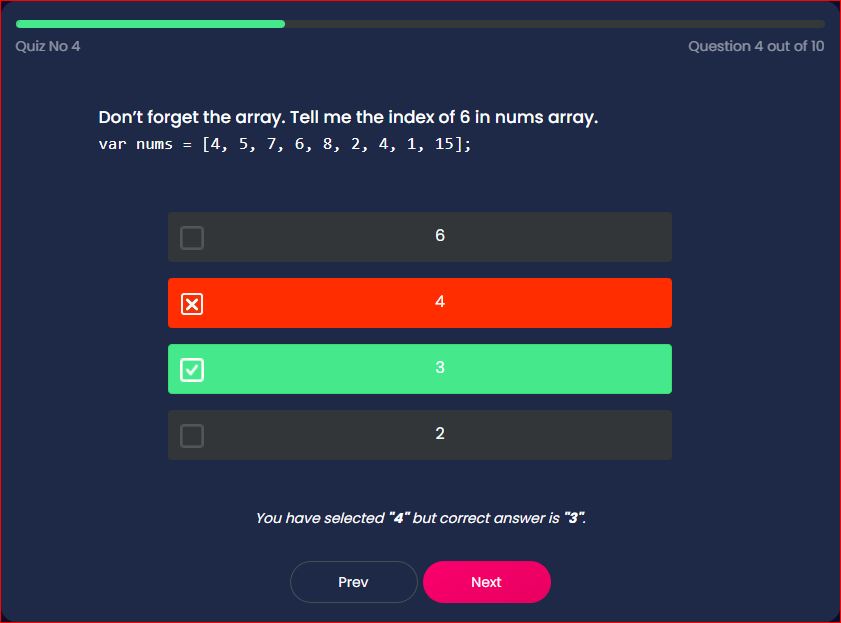 Quiz No 4
Question 4 out of 10
Don’t forget the array. Tell me the index of 6 in nums array.
var nums = [4, 5, 7, 6, 8, 2, 4, 1, 15];
6
4
3
2
You have selected "4" but correct answer is "3".
Prev
Next